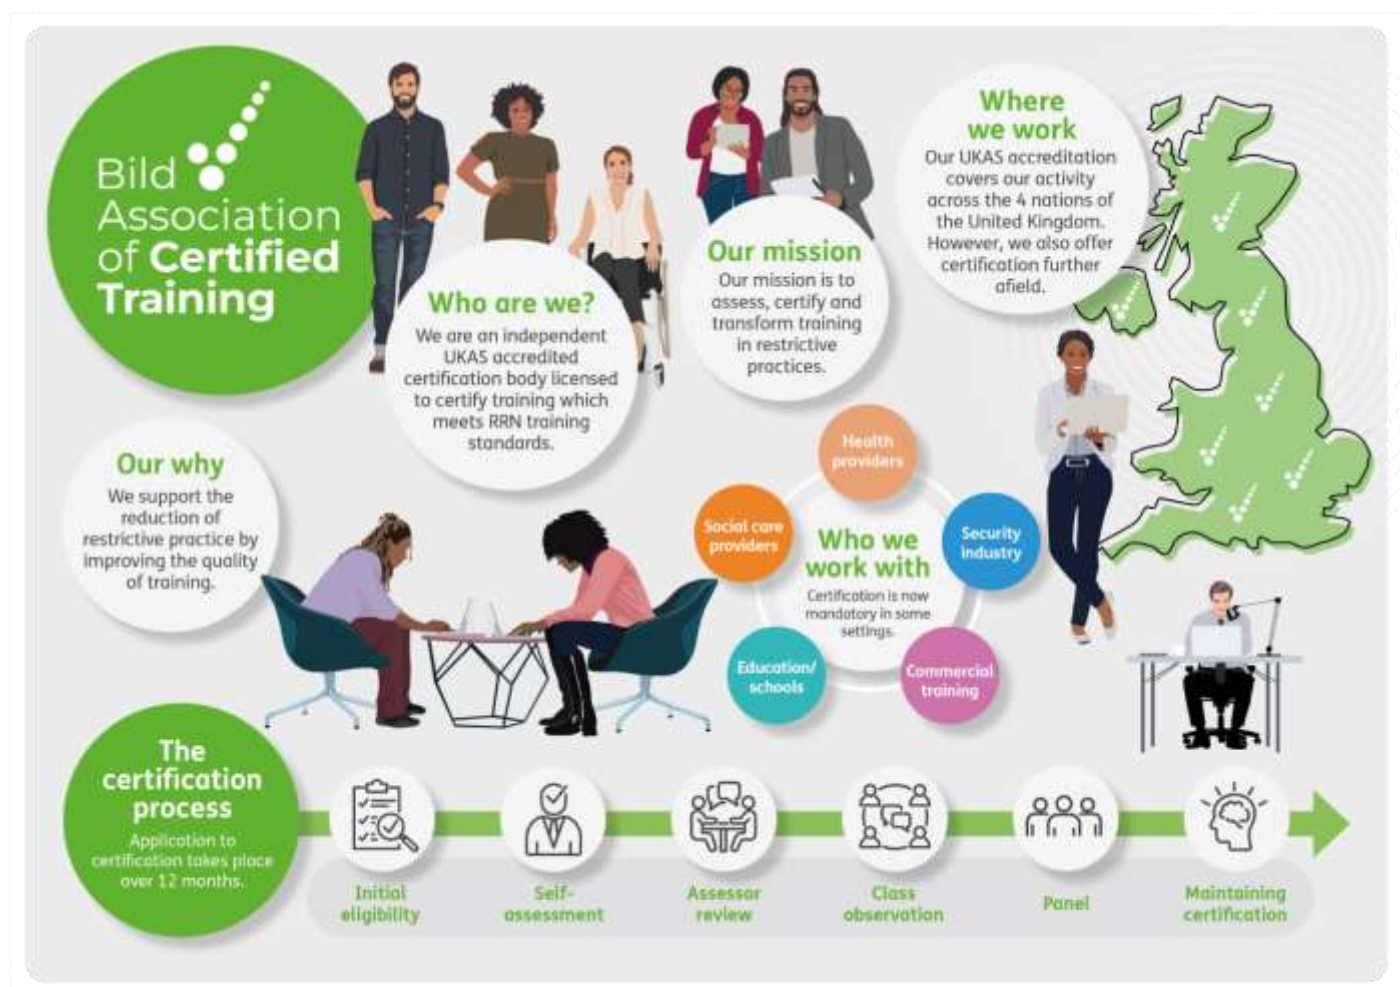 Bild
Association
of Certified
Training
Who are we?
We are an independent
UKAS accredited
certification body licensed
to certify training which
meets RRN training
standards.
Our mission
Our mission is to
assess, certify and
transform training
in restrictive
practices.
Where
we work
Our UKAS accreditation
covers our activity
across the 4 nations of
the United Kingdom.
However, we also offer
certification further
afield.
Our why
We support the
reduction of
restrictive practice by
improving the quality
of training.
Who we
work with
Certification is now
mandatory in some
settings.
Health
providers
Security
industry
Commercial
training
Education/
schools
Social care
providers
The
certification
process
Application to
certification takes place
over 12 months.
Initial
eligibility
Self-
assessment
Assessor
review
Class
observation
Panel
Maintaining
certification